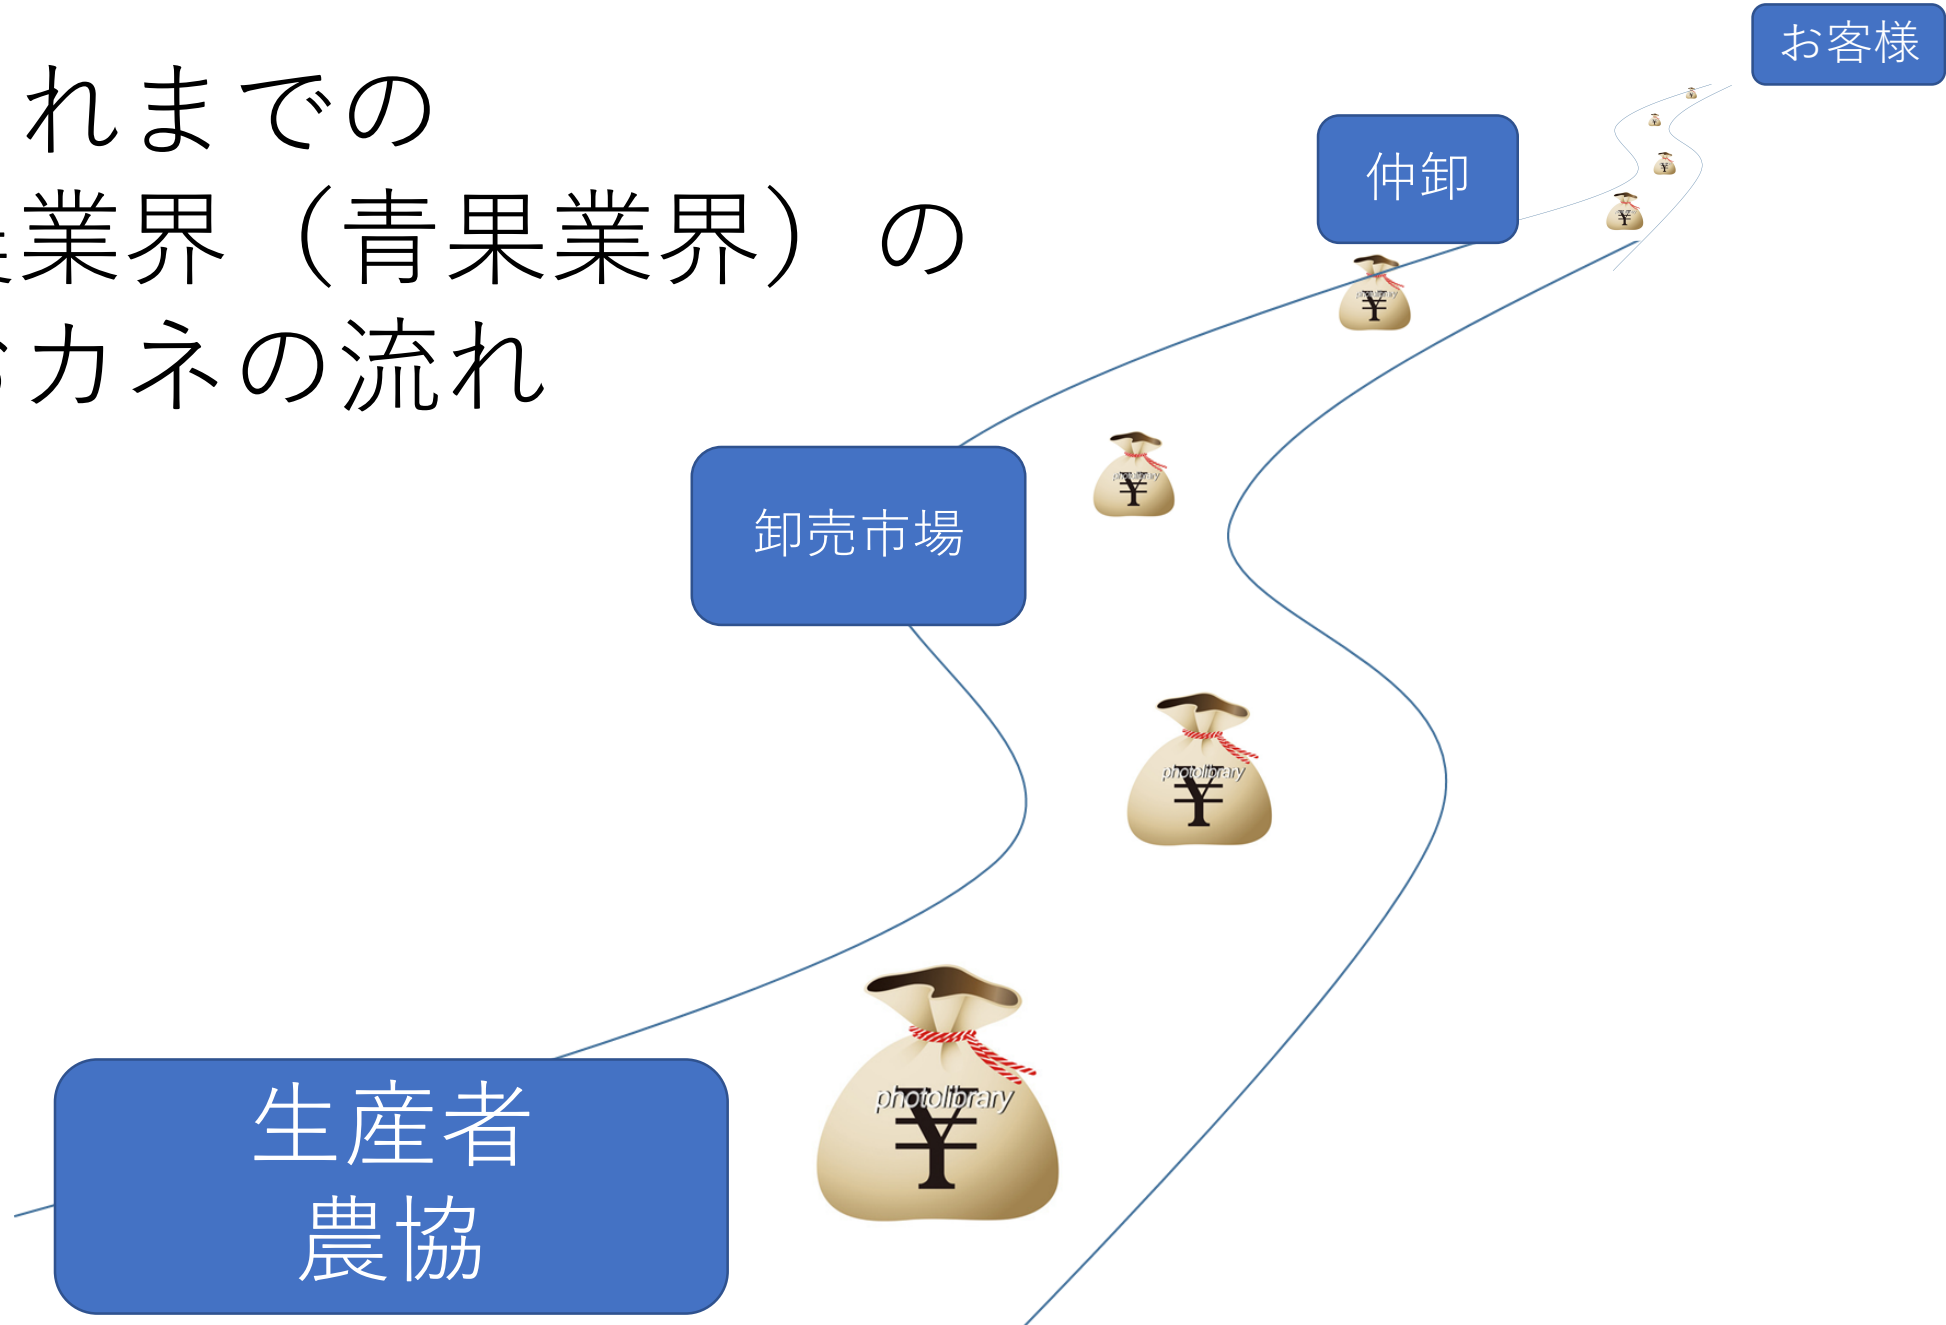 れまでの
業界（青果業界）の
カネの流れ
お客様
仲卸
卸売市場
生産者
農協
¥
¥
¥
¥
¥
¥
photolibrary
photolibrary